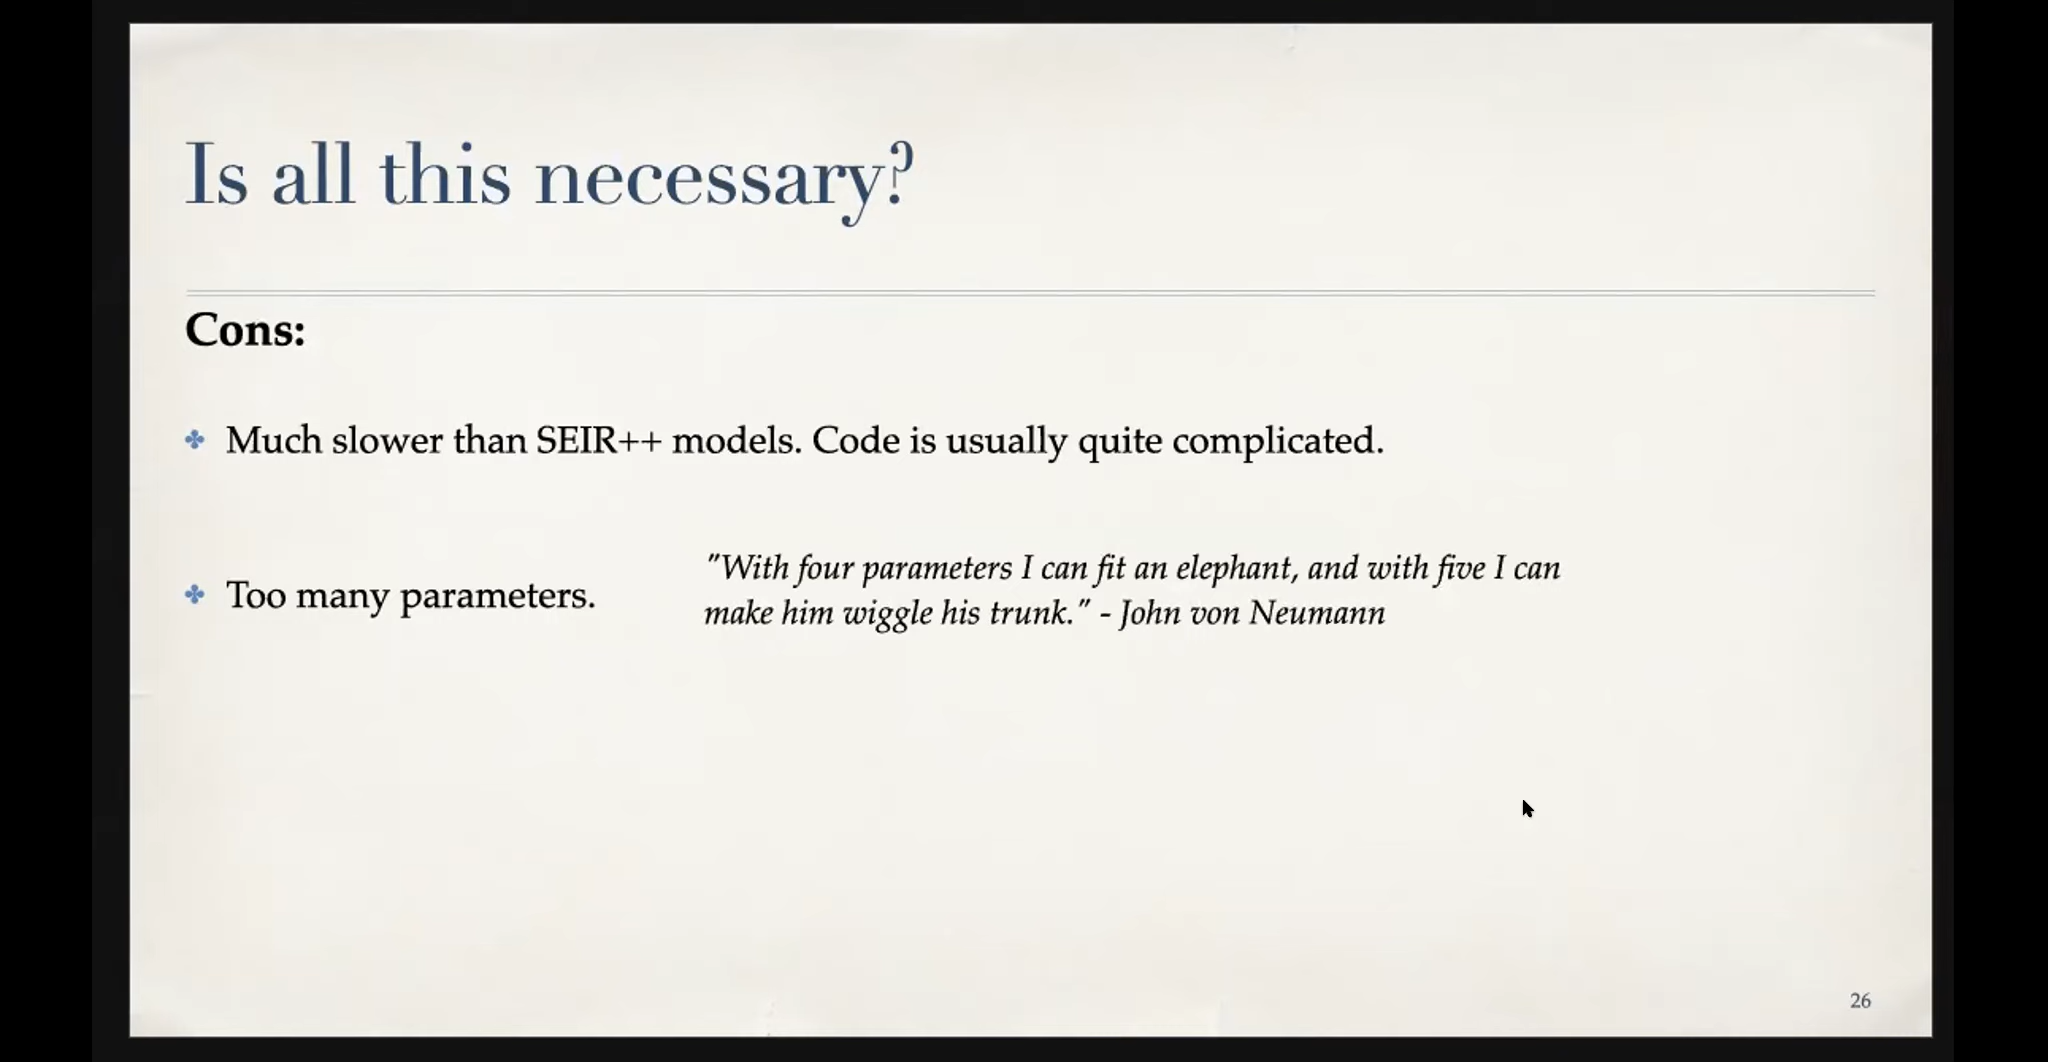 Is all this necessary?
Cons:
Much slower than SEIR++ models. Code is usually quite complicated.
Too many parameters.
"With four parameters I can fit an elephant, and with five I can
make him wiggle his trunk." - John von Neumann
26